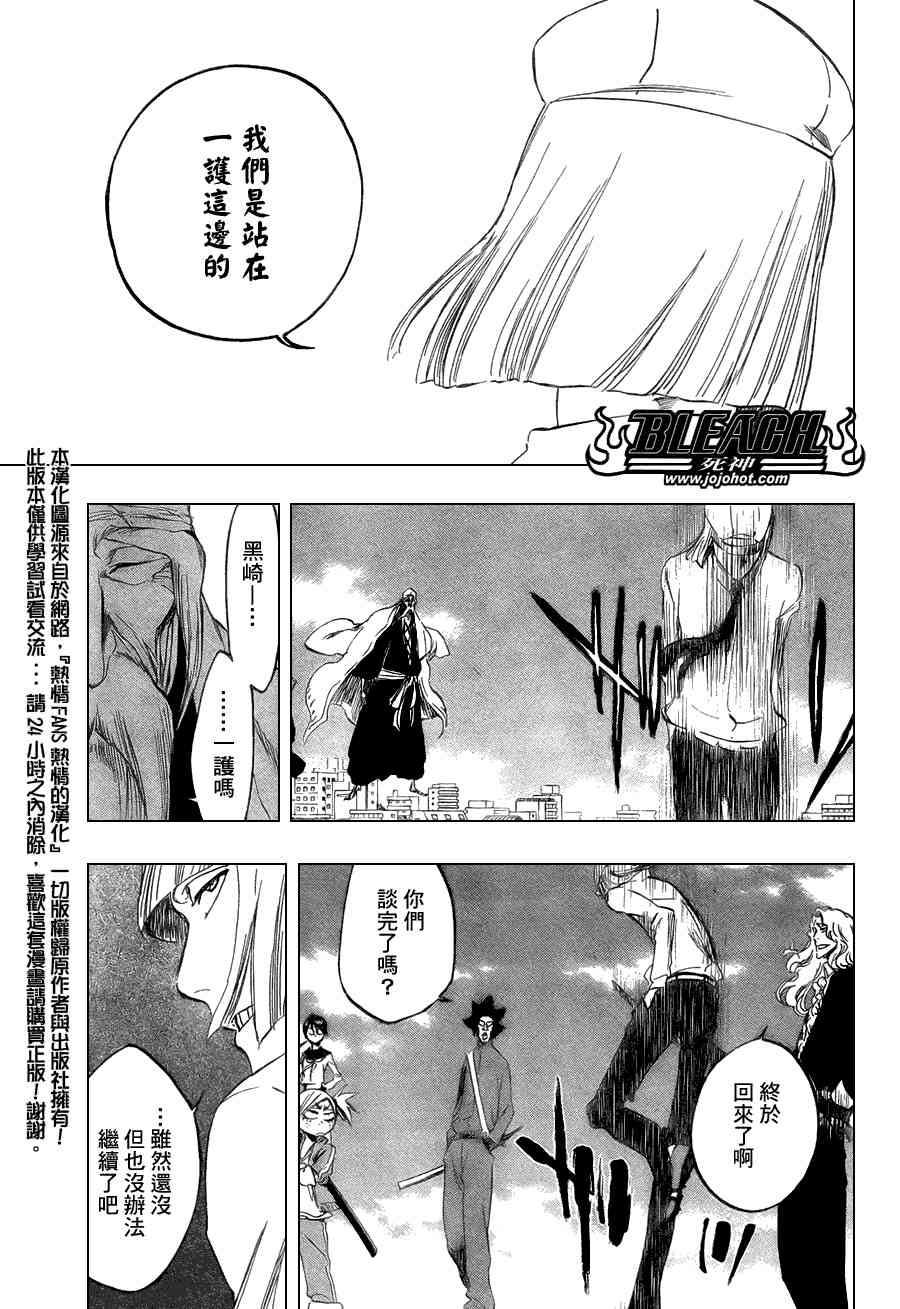 我們是站在
一護這邊的
BLEACH
死神
www.jojohot.com
黑崎—
……一護嗎
終於
回來了啊
你們
談完了嗎？
…雖然還沒
但也沒辦法
繼續了吧
本漢化圖源來自於網路，『熱情FANS 熱情的漢化』一切版權歸原作者與出版社擁有！
此版本僅供學習試看交流... 請 24 小時之內消除，喜歡這套漫畫請購買正版！謝謝。